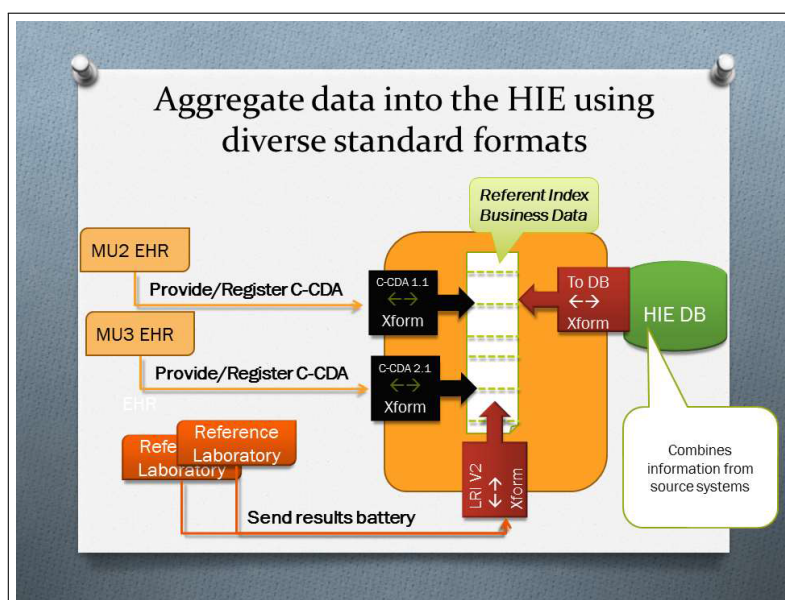 Aggregate data into the HIE using
diverse standard formats
Referent Index
Business Data
MU2 EHR
Provide/Register C-CDA
C-CDA 1.1
←→
Xform
To DB
←→
Xform
HIE DB
MU3 EHR
Provide/Register C-CDA
C-CDA 2.1
←→
Xform
EHR
Reference
Laboratory
Refe
Laboratory
LRI V2
←→
Xform
Send results battery
Combines
information from
source systems